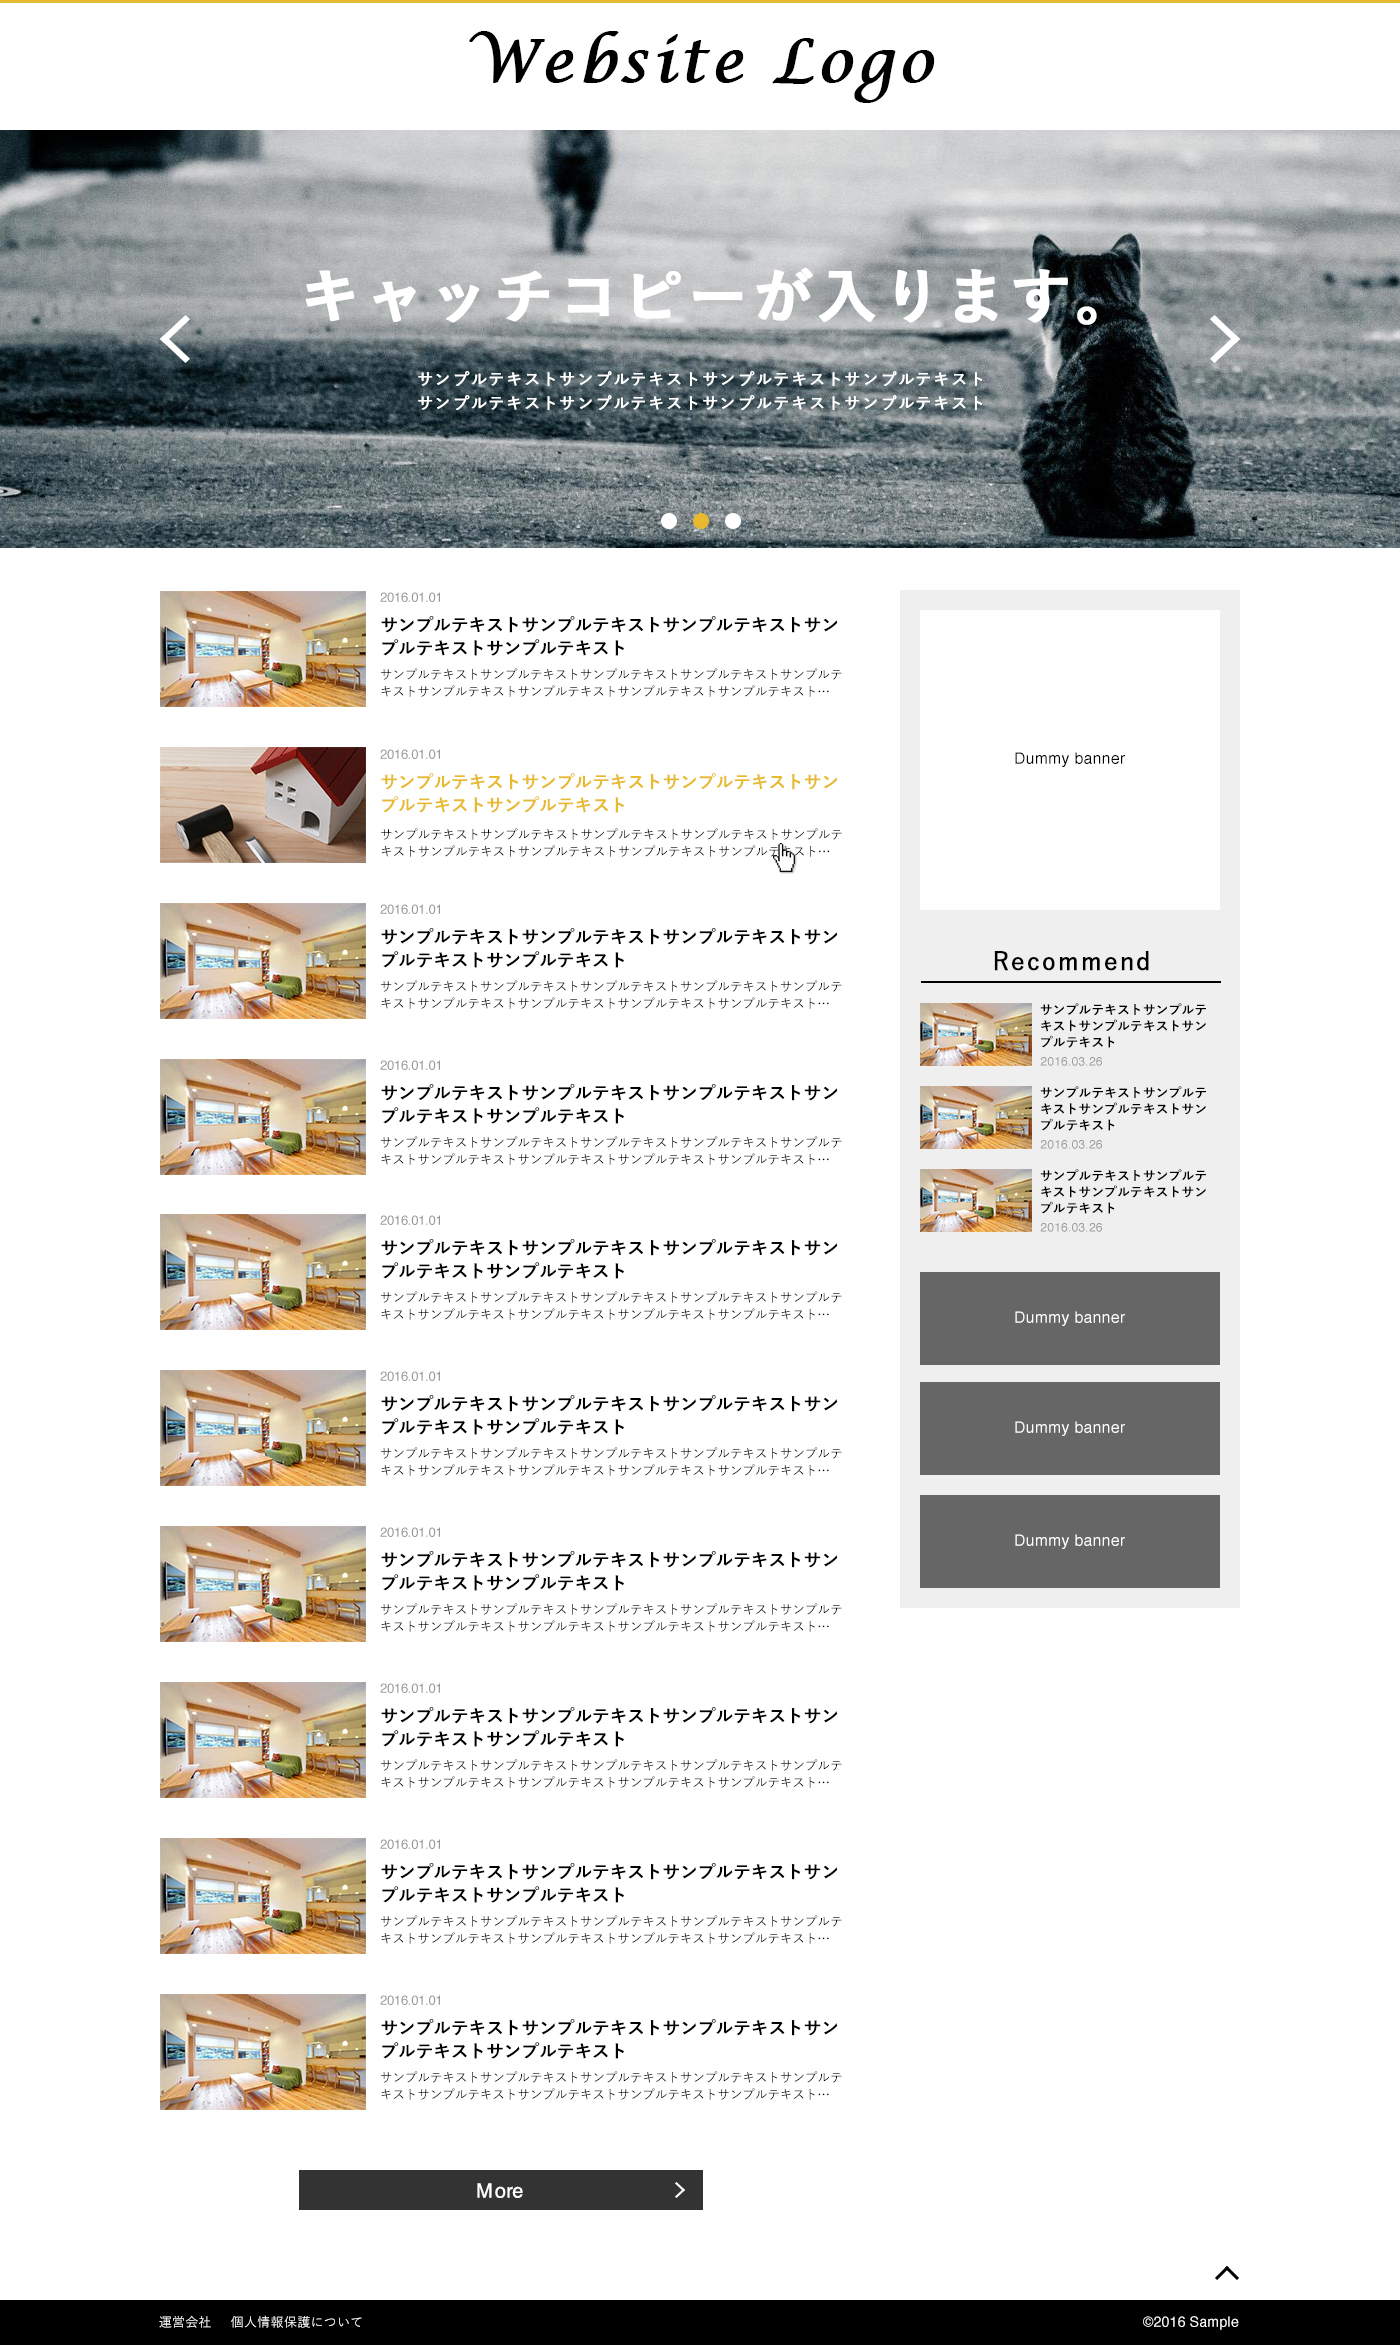 Website Logo
キャッチコピーが入ります。
サンプルテキストサンプルテキストサンプルテキストサンプルテキスト
サンプルテキストサンプルテキストサンプルテキストサンプルテキスト
2016.01.01
サンプルテキストサンプルテキストサンプルテキストサン
プルテキストサンプルテキスト
サンプルテキストサンプルテキストサンプルテキストサンプルテキストサンプルテ
キストサンプルテキストサンプルテキストサンプルテキストサンプルテキスト…
2016.01.01
サンプルテキストサンプルテキストサンプルテキストサン
プルテキストサンプルテキスト
サンプルテキストサンプルテキストサンプルテキストサンプルテキストサンプルテ
キストサンプルテキストサンプルテキストサンプルテキストサンプルテキスト…
2016.01.01
サンプルテキストサンプルテキストサンプルテキストサン
プルテキストサンプルテキスト
サンプルテキストサンプルテキストサンプルテキストサンプルテキストサンプルテ
キストサンプルテキストサンプルテキストサンプルテキストサンプルテキスト…
2016.01.01
サンプルテキストサンプルテキストサンプルテキストサン
プルテキストサンプルテキスト
サンプルテキストサンプルテキストサンプルテキストサンプルテキストサンプルテ
キストサンプルテキストサンプルテキストサンプルテキストサンプルテキスト…
2016.01.01
サンプルテキストサンプルテキストサンプルテキストサン
プルテキストサンプルテキスト
サンプルテキストサンプルテキストサンプルテキストサンプルテキストサンプルテ
キストサンプルテキストサンプルテキストサンプルテキストサンプルテキスト…
2016.01.01
サンプルテキストサンプルテキストサンプルテキストサン
プルテキストサンプルテキスト
サンプルテキストサンプルテキストサンプルテキストサンプルテキストサンプルテ
キストサンプルテキストサンプルテキストサンプルテキストサンプルテキスト…
2016.01.01
サンプルテキストサンプルテキストサンプルテキストサン
プルテキストサンプルテキスト
サンプルテキストサンプルテキストサンプルテキストサンプルテキストサンプルテ
キストサンプルテキストサンプルテキストサンプルテキストサンプルテキスト…
2016.01.01
サンプルテキストサンプルテキストサンプルテキストサン
プルテキストサンプルテキスト
サンプルテキストサンプルテキストサンプルテキストサンプルテキストサンプルテ
キストサンプルテキストサンプルテキストサンプルテキストサンプルテキスト…
2016.01.01
サンプルテキストサンプルテキストサンプルテキストサン
プルテキストサンプルテキスト
サンプルテキストサンプルテキストサンプルテキストサンプルテキストサンプルテ
キストサンプルテキストサンプルテキストサンプルテキストサンプルテキスト…
2016.01.01
サンプルテキストサンプルテキストサンプルテキストサン
プルテキストサンプルテキスト
サンプルテキストサンプルテキストサンプルテキストサンプルテキストサンプルテ
キストサンプルテキストサンプルテキストサンプルテキストサンプルテキスト…
More
Dummy banner
Recommend
サンプルテキストサンプルテ
キストサンプルテキストサン
プルテキスト
2016.03.26
サンプルテキストサンプルテ
キストサンプルテキストサン
プルテキスト
2016.03.26
サンプルテキストサンプルテ
キストサンプルテキストサン
プルテキスト
2016.03.26
Dummy banner
Dummy banner
Dummy banner
運営会社 個人情報保護について
©2016 Sample